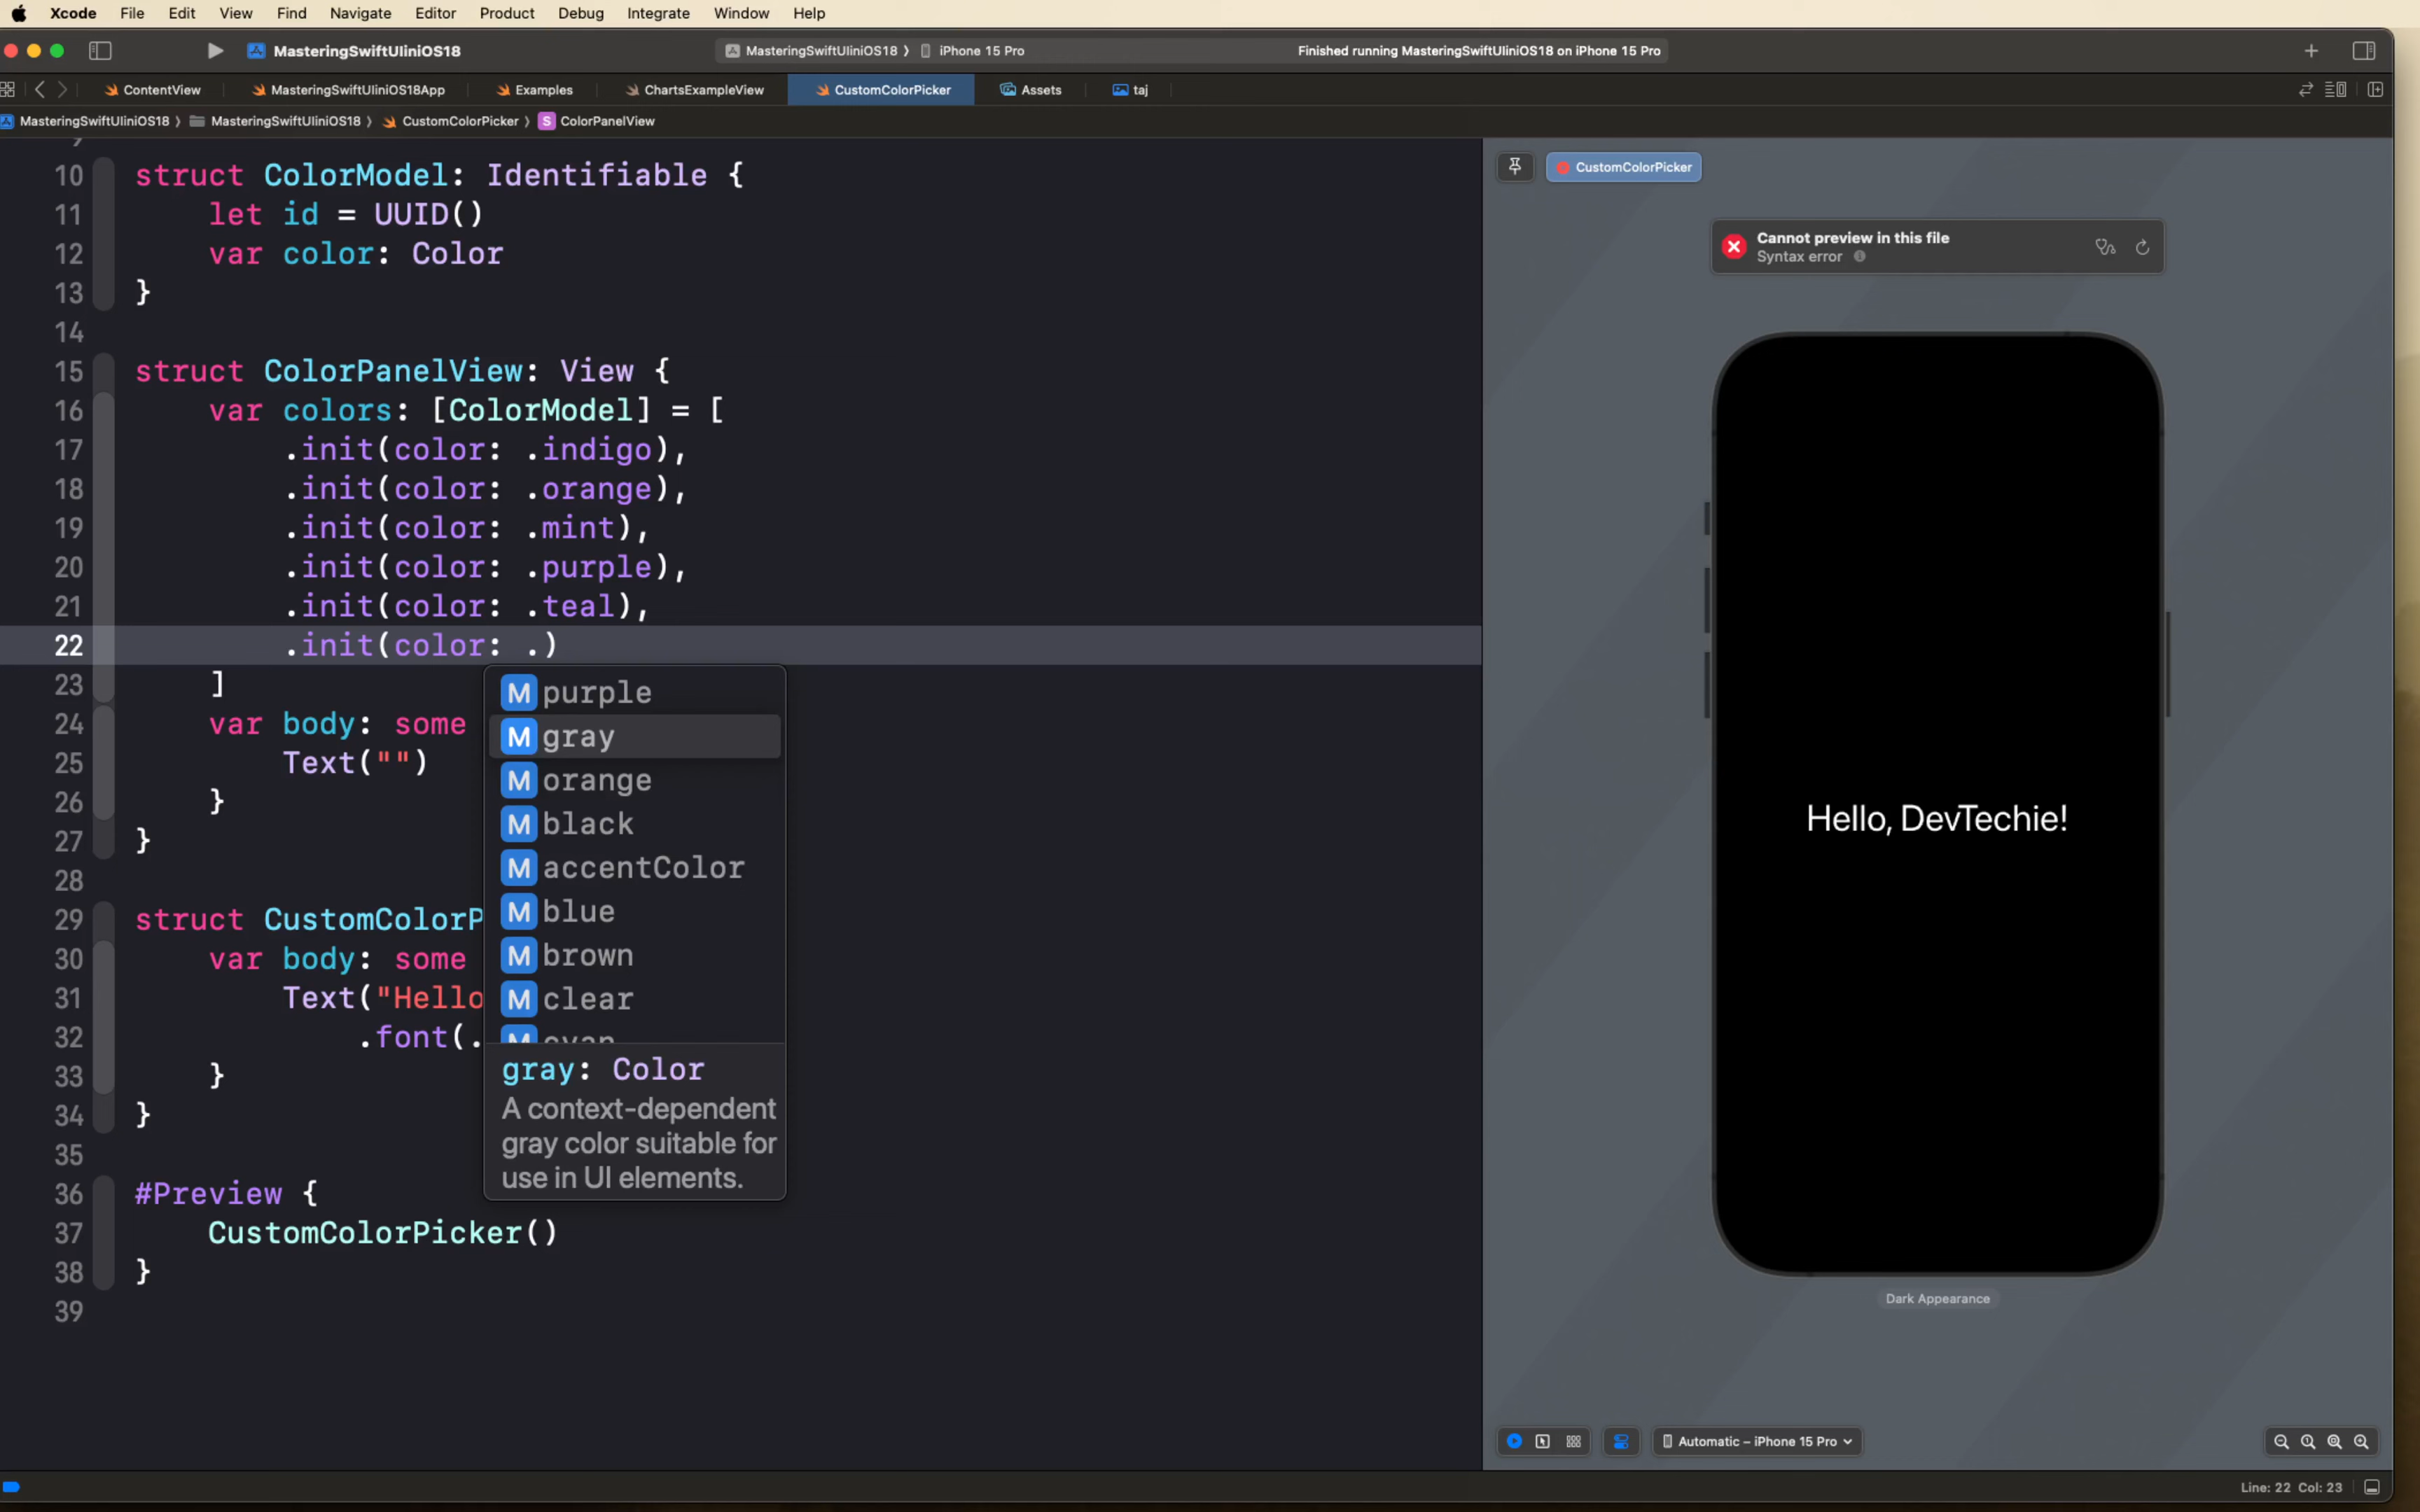 Xcode File Edit View Find Navigate Editor Product Debug Integrate Window Help
MasteringSwiftUIiniOS18
MasteringSwiftUIiniOS18 ⟩ iPhone 15 Pro
Finished running MasteringSwiftUIiniOS18 on iPhone 15 Pro
ContentView MasteringSwiftUIiniOS18App Examples ChartsExampleView CustomColorPicker Assets taj
MasteringSwiftUIiniOS18 ⟩ MasteringSwiftUIiniOS18 ⟩ CustomColorPicker ⟩ S ColorPanelView
10 struct ColorModel: Identifiable {
11 let id = UUID()
12 var color: Color
13 }
14
15 struct ColorPanelView: View {
16 var colors: [ColorModel] = [
17 .init(color: .indigo),
18 .init(color: .orange),
19 .init(color: .mint),
20 .init(color: .purple),
21 .init(color: .teal),
22 .init(color: .)
23 ]
24 var body: some
25 Text("")
26 }
27 }
28
29 struct CustomColorP
30 var body: some
31 Text("Hello
32 .font(.
33 }
34 }
35
36 #Preview {
37 CustomColorPicker()
38 }
39
M purple
M gray
M orange
M black
M accentColor
M blue
M brown
M clear
M cyan
gray: Color
A context-dependent
gray color suitable for
use in UI elements.
CustomColorPicker
Cannot preview in this file
Syntax error
Hello, DevTechie!
Dark Appearance
Automatic – iPhone 15 Pro
Line: 22 Col: 23